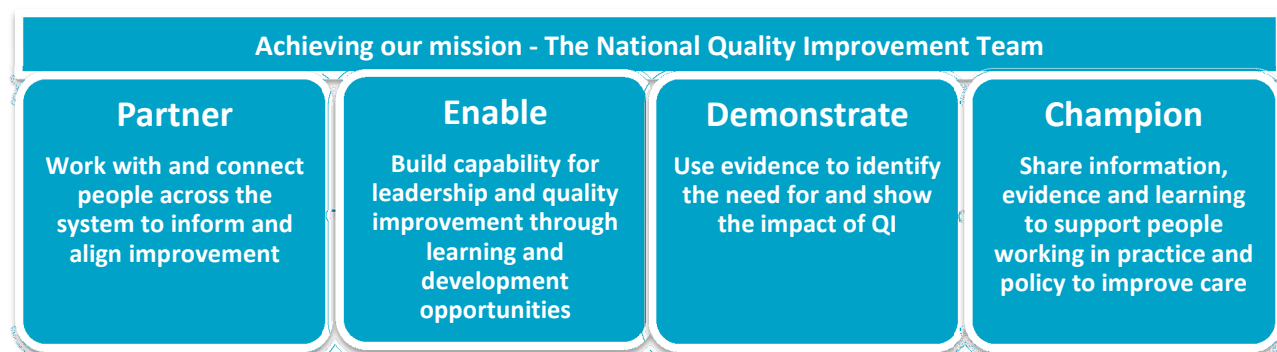 Achieving our mission - The National Quality Improvement Team
Partner
Work with and connect
people across the
system to inform and
align improvement
Enable
Build capability for
leadership and quality
improvement through
learning and
development
opportunities
Demonstrate
Use evidence to identify
the need for and show
the impact of QI
Champion
Share information,
evidence and learning
to support people
working in practice and
policy to improve care